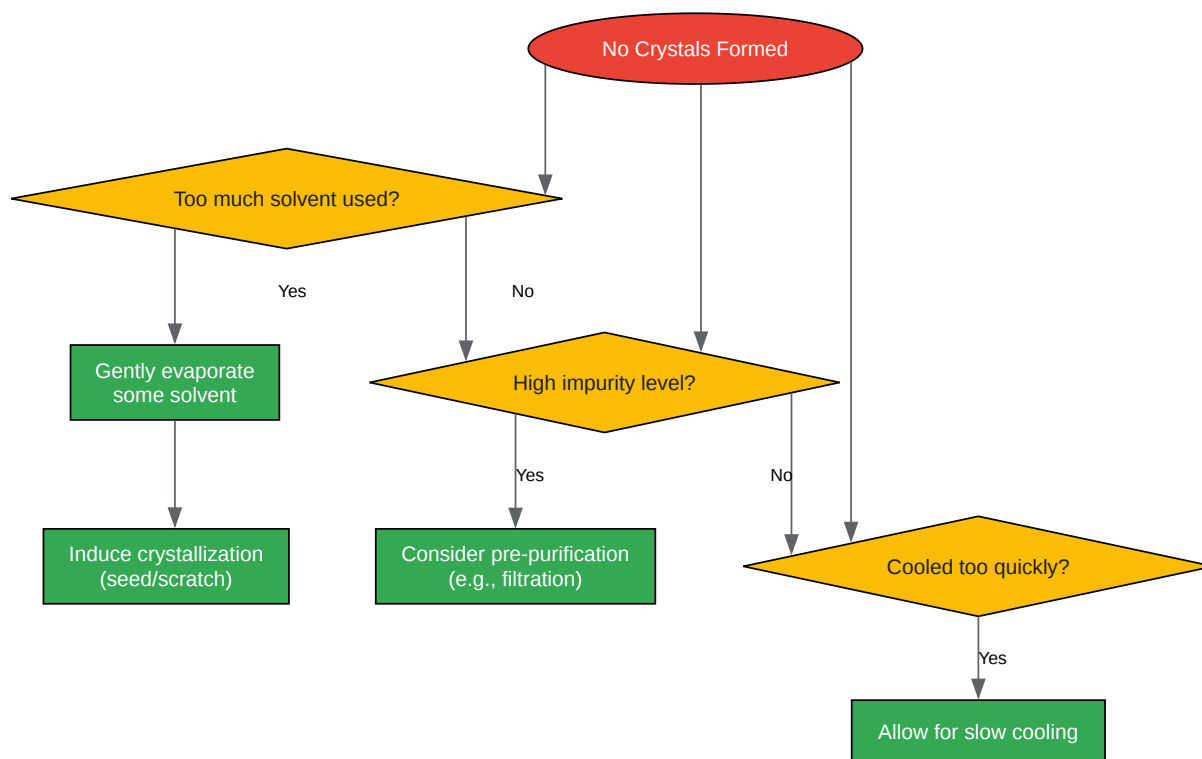 No Crystals Formed
Too much solvent used?
Yes
No
Gently evaporate
some solvent
High impurity level?
Yes
No
Induce crystallization
(seed/scratch)
Consider pre-purification
(e.g., filtration)
Cooled too quickly?
Yes
Allow for slow cooling